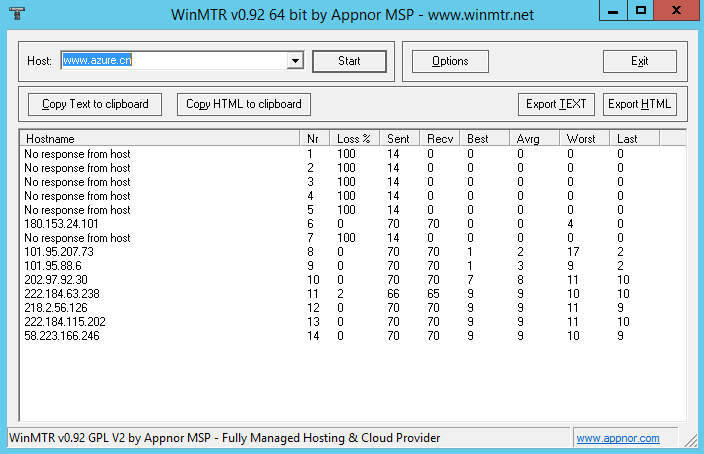 WinMTR v0.92 64 bit by Appnor MSP - www.winmtr.net
Host: www.azure.cn Start Options Exit
Copy Text to clipboard Copy HTML to clipboard Export TEXT Export HTML
Hostname Nr Loss % Sent Recv Best Avrg Worst Last
No response from host 1 100 14 0 0 0 0 0
No response from host 2 100 14 0 0 0 0 0
No response from host 3 100 14 0 0 0 0 0
No response from host 4 100 14 0 0 0 0 0
No response from host 5 100 14 0 0 0 0 0
180.153.24.101 6 0 70 70 0 0 4 0
No response from host 7 100 14 0 0 0 0 0
101.95.207.73 8 0 70 70 1 2 17 2
101.95.88.6 9 0 70 70 1 3 9 2
202.97.92.30 10 0 70 70 7 8 11 10
222.184.63.238 11 2 66 65 9 9 10 10
218.2.56.126 12 0 70 70 9 9 11 9
222.184.115.202 13 0 70 70 9 9 11 10
58.223.166.246 14 0 70 70 9 9 10 9
WinMTR v0.92 GPL V2 by Appnor MSP - Fully Managed Hosting & Cloud Provider www.appnor.com